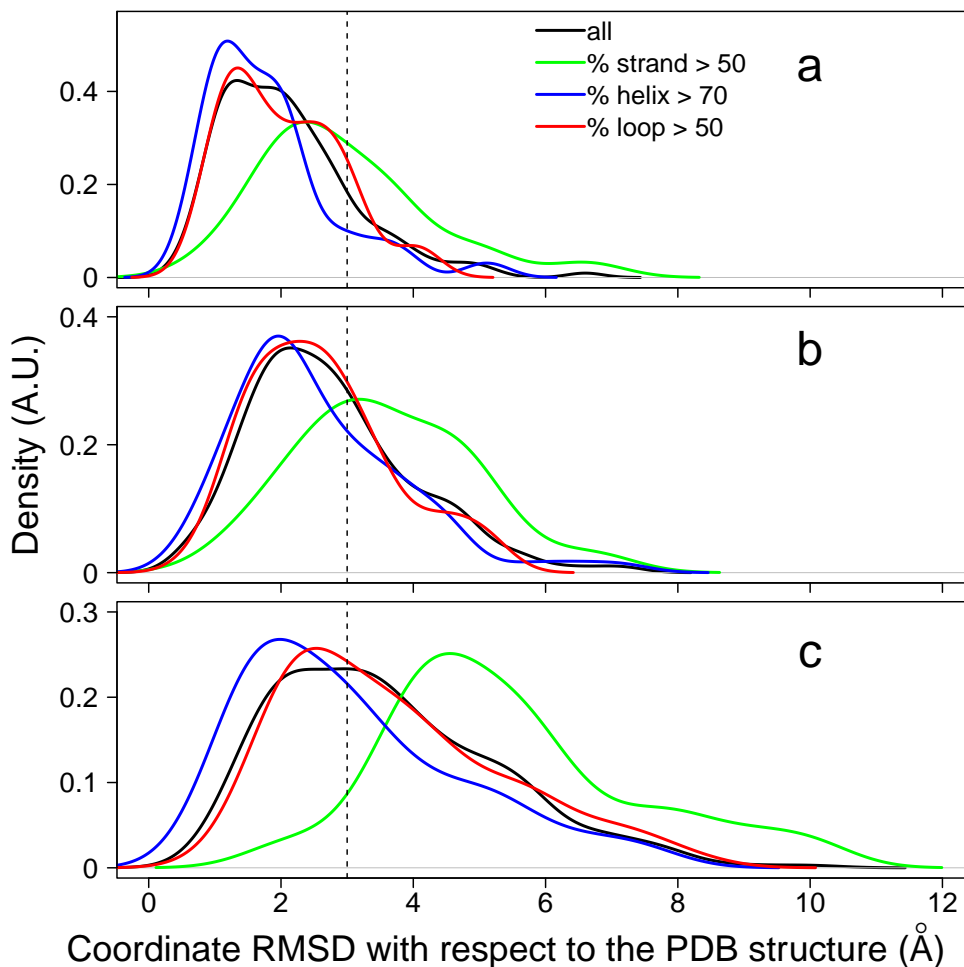 all
% strand > 50
% helix > 70
% loop > 50
a
0.4
0.2
0
b
0.4
0.2
0
c
0.3
0.2
0.1
0
Density (A.U.)
0 2 4 6 8 10 12
Coordinate RMSD with respect to the PDB structure (Å)